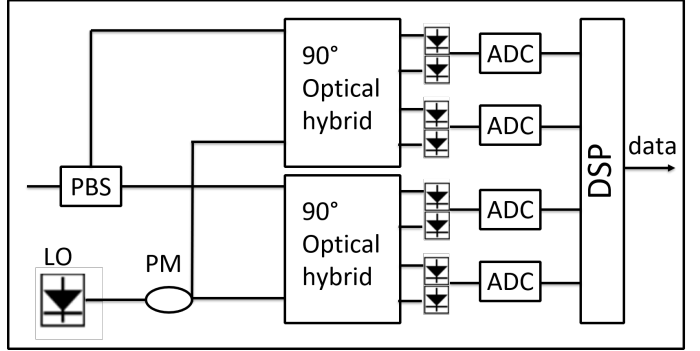 90°
Optical
hybrid
ADC
ADC
PBS
90°
Optical
hybrid
ADC
ADC
DSP
data
LO
PM